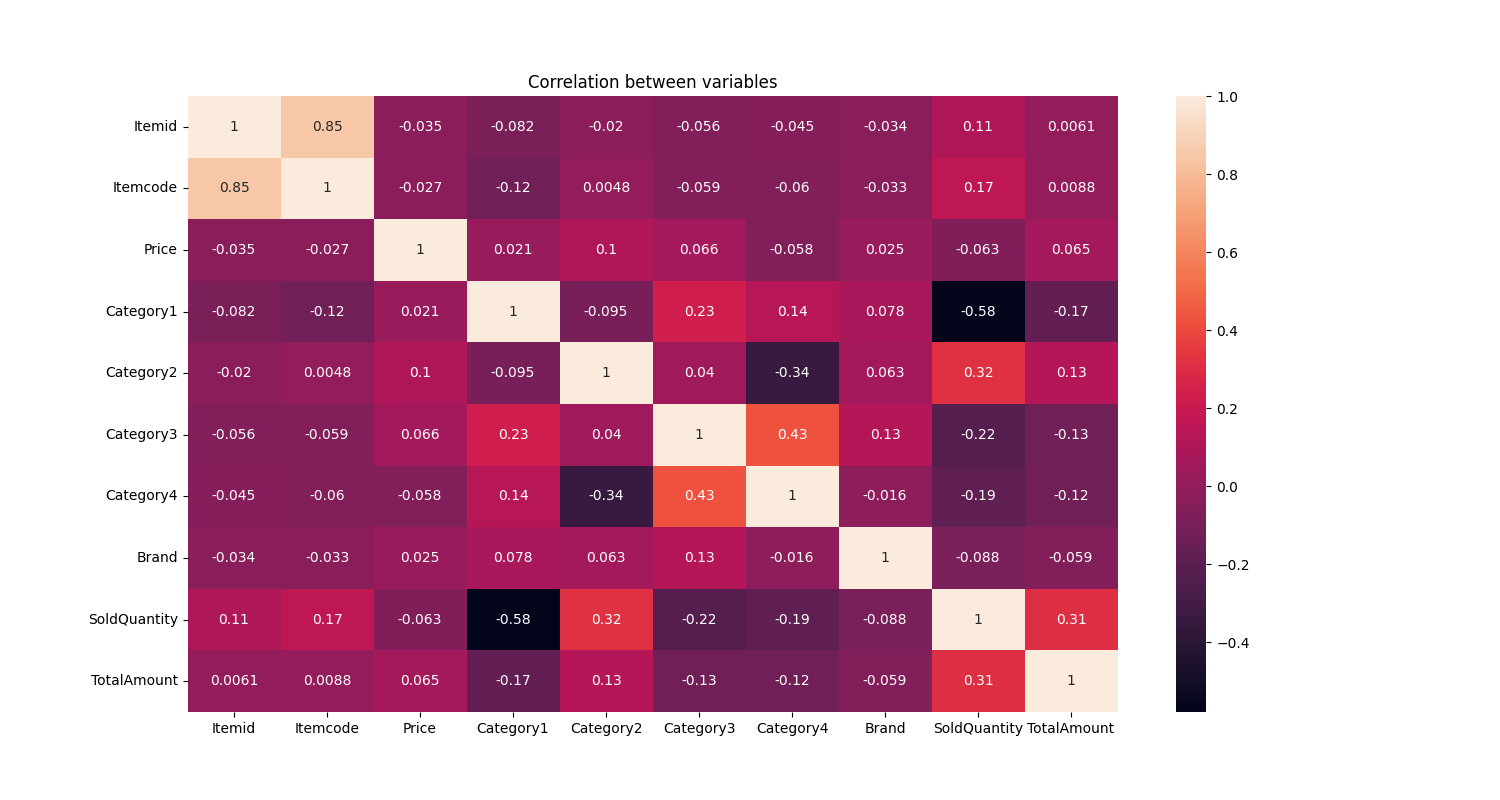 Correlation between variables
Itemid 1 0.85 -0.035 -0.082 -0.02 -0.056 -0.045 -0.034 0.11 0.0061
Itemcode 0.85 1 -0.027 -0.12 0.0048 -0.059 -0.06 -0.033 0.17 0.0088
Price -0.035 -0.027 1 0.021 0.1 0.066 -0.058 0.025 -0.063 0.065
Category1 -0.082 -0.12 0.021 1 -0.095 0.23 0.14 0.078 -0.58 -0.17
Category2 -0.02 0.0048 0.1 -0.095 1 0.04 -0.34 0.063 0.32 0.13
Category3 -0.056 -0.059 0.066 0.23 0.04 1 0.43 0.13 -0.22 -0.13
Category4 -0.045 -0.06 -0.058 0.14 -0.34 0.43 1 -0.016 -0.19 -0.12
Brand -0.034 -0.033 0.025 0.078 0.063 0.13 -0.016 1 -0.088 -0.059
SoldQuantity 0.11 0.17 -0.063 -0.58 0.32 -0.22 -0.19 -0.088 1 0.31
TotalAmount 0.0061 0.0088 0.065 -0.17 0.13 -0.13 -0.12 -0.059 0.31 1
Itemid Itemcode Price Category1 Category2 Category3 Category4 Brand SoldQuantity TotalAmount
1.0
0.8
0.6
0.4
0.2
0.0
−0.2
−0.4